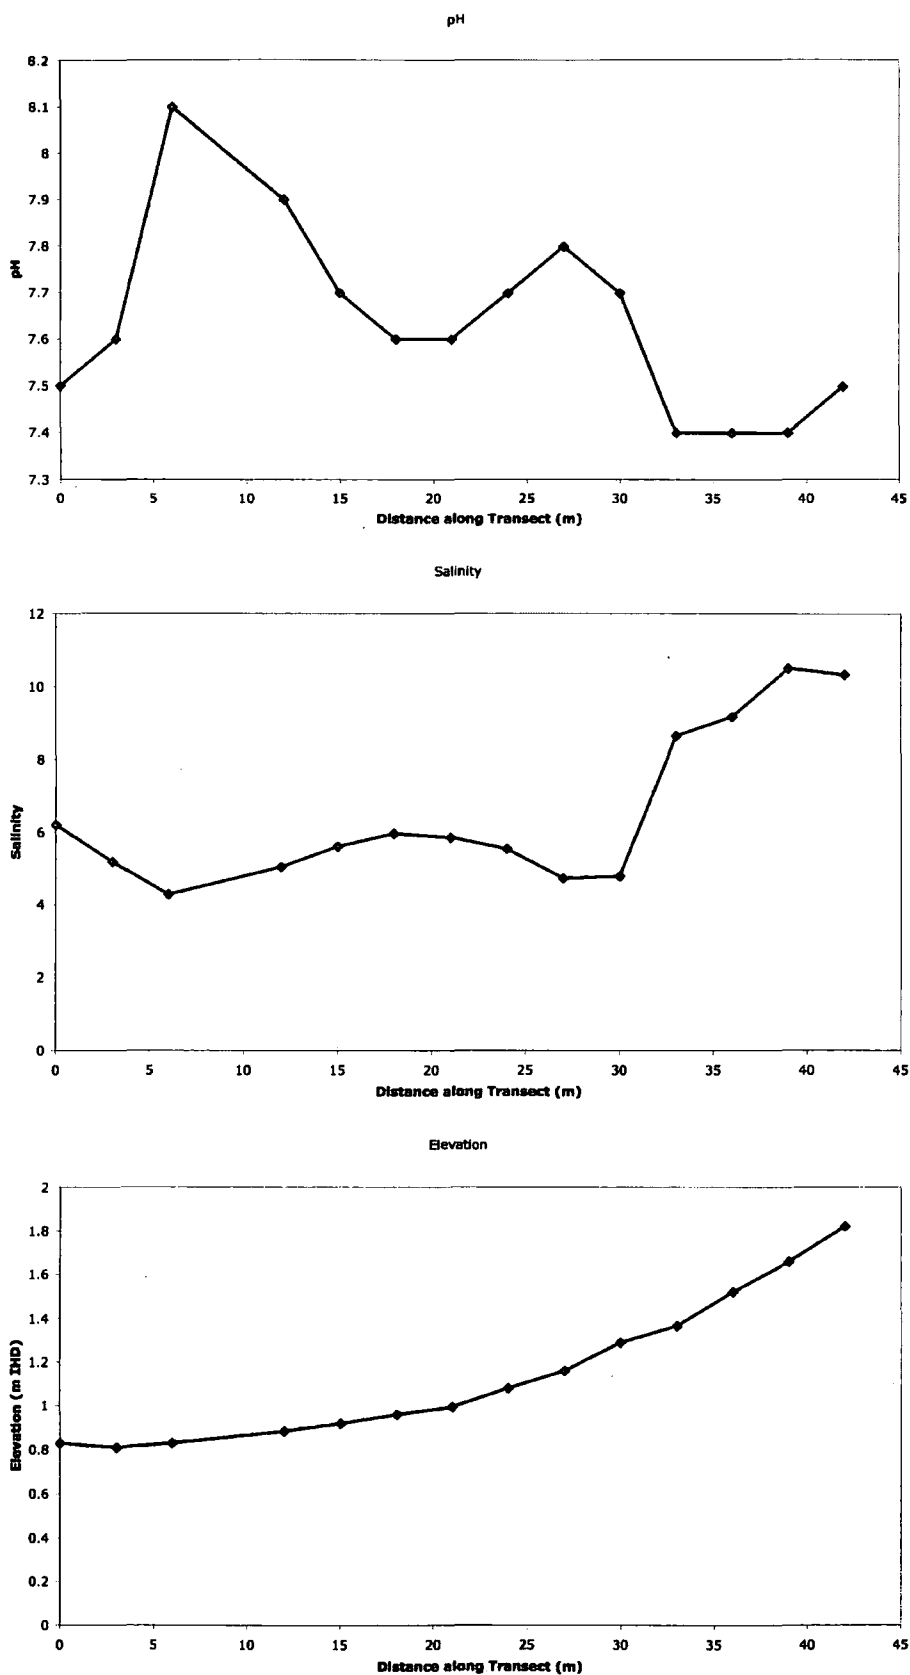 pH
8.2
8.1
8
7.9
7.8
7.7
7.6
7.5
7.4
7.3
pH
0 5 10 15 20 25 30 35 40 45
Distance along Transect (m)
Salinity
12
10
8
6
4
2
0
Salinity
0 5 10 15 20 25 30 35 40 45
Distance along Transect (m)
Elevation
2
1.8
1.6
1.4
1.2
1
0.8
0.6
0.4
0.2
0
Elevation (m IHD)
0 5 10 15 20 25 30 35 40 45
Distance along Transect (m)